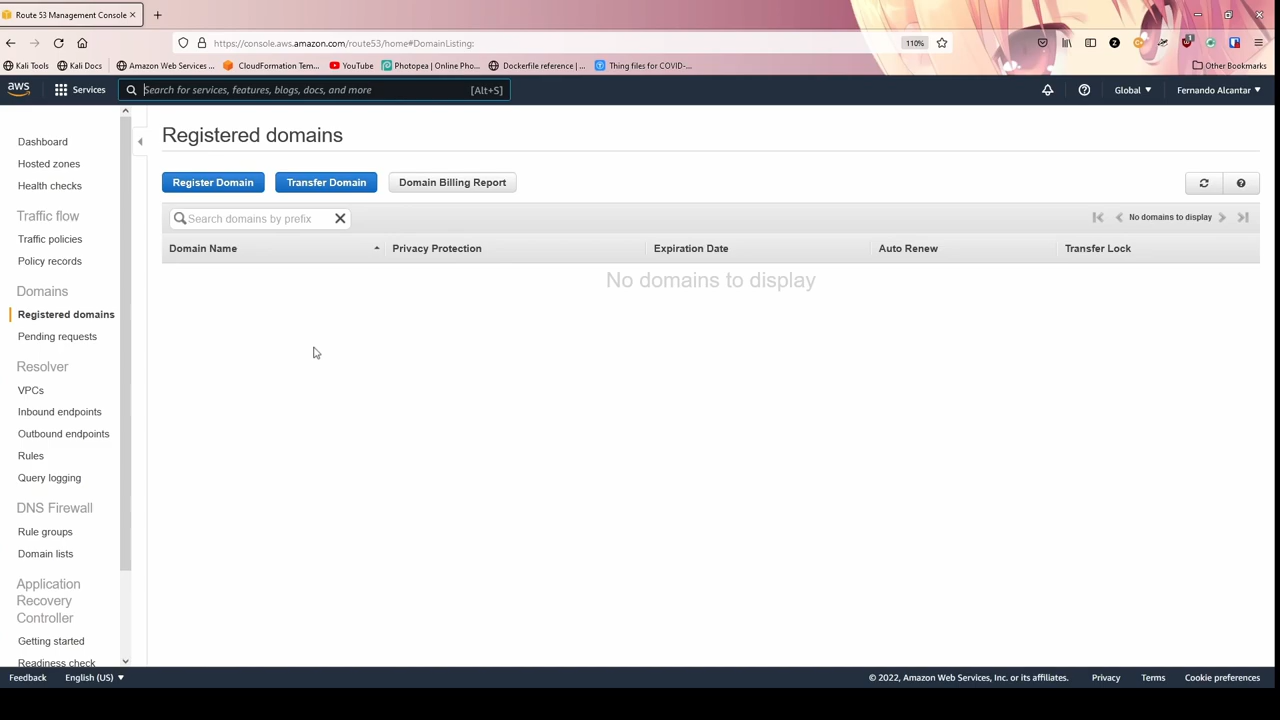 Route 53 Management Console
https://console.aws.amazon.com/route53/home#DomainListing:
110%
Kali Tools
Kali Docs
Amazon Web Services ...
CloudFormation Tem...
YouTube
Photopea | Online Pho...
Dockerfile reference | ...
Thing files for COVID-...
Other Bookmarks
aws
Services
Search for services, features, blogs, docs, and more
[Alt+S]
Global
Fernando Alcantar
Dashboard
Hosted zones
Health checks
Traffic flow
Traffic policies
Policy records
Domains
Registered domains
Pending requests
Resolver
VPCs
Inbound endpoints
Outbound endpoints
Rules
Query logging
DNS Firewall
Rule groups
Domain lists
Application
Recovery
Controller
Getting started
Readiness check
Registered domains
Register Domain
Transfer Domain
Domain Billing Report
Search domains by prefix
No domains to display
Domain Name
Privacy Protection
Expiration Date
Auto Renew
Transfer Lock
No domains to display
Feedback
English (US)
© 2022, Amazon Web Services, Inc. or its affiliates.
Privacy
Terms
Cookie preferences